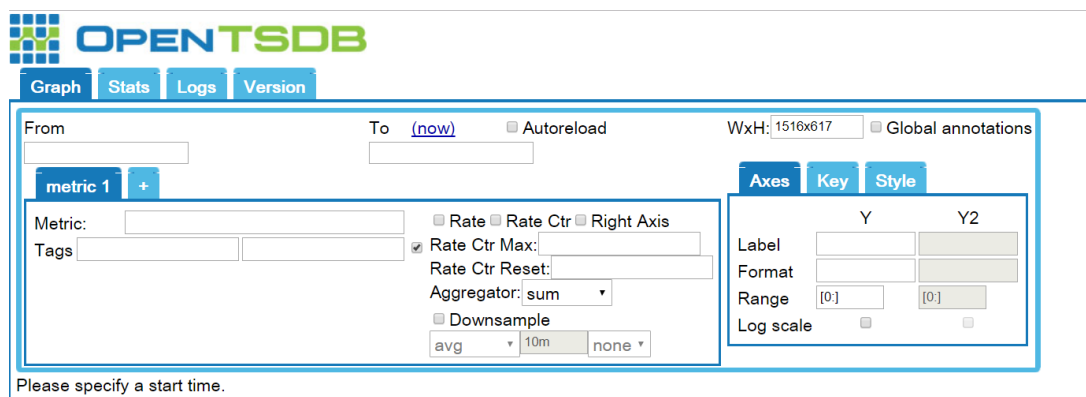 OPENTSDB
Graph Stats Logs Version
From To (now) Autoreload WxH: 1516x617 Global annotations
metric 1 + Axes Key Style
Metric: Rate Rate Ctr Right Axis Y Y2
Tags Rate Ctr Max: Label
Rate Ctr Reset: Format
Aggregator: sum Range [0:] [0:]
Downsample Log scale
avg 10m none
Please specify a start time.